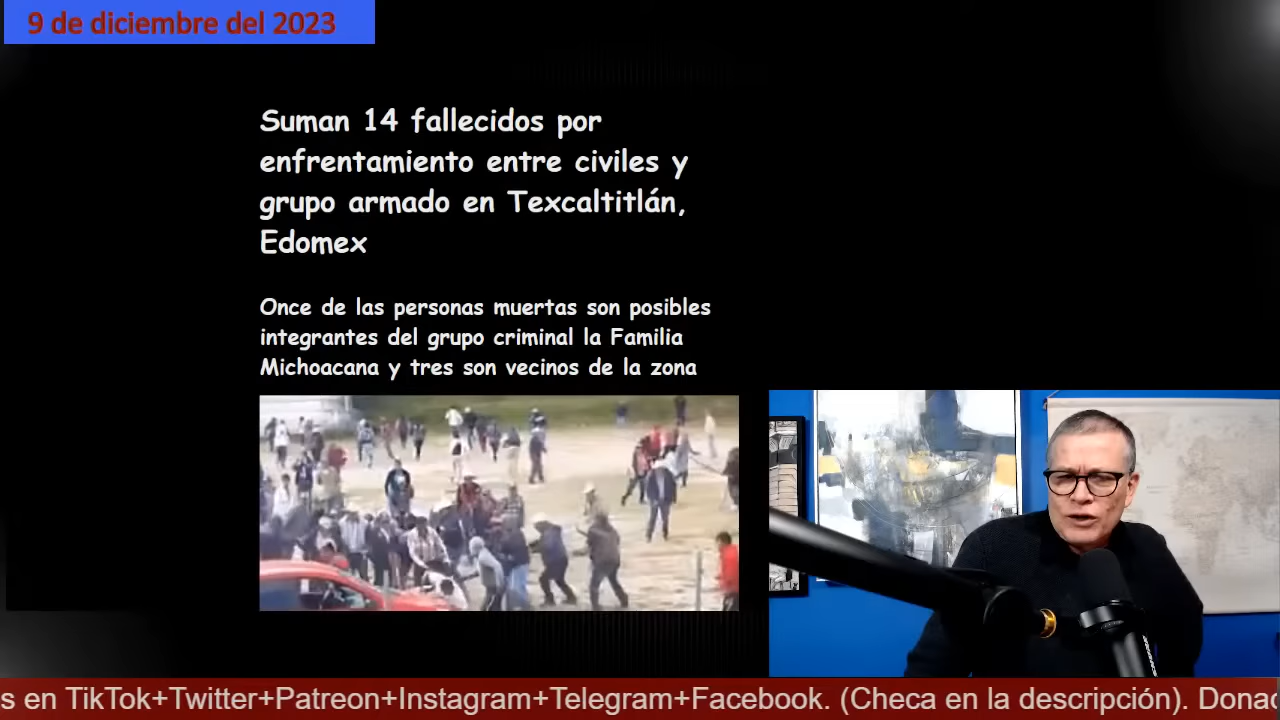 9 de diciembre del 2023
Suman 14 fallecidos por
enfrentamiento entre civiles y
grupo armado en Texcaltitlán,
Edomex
Once de las personas muertas son posibles
integrantes del grupo criminal la Familia
Michoacana y tres son vecinos de la zona
s en TikTok+Twitter+Patreon+Instagram+Telegram+Facebook. (Checa en la descripción). Donac